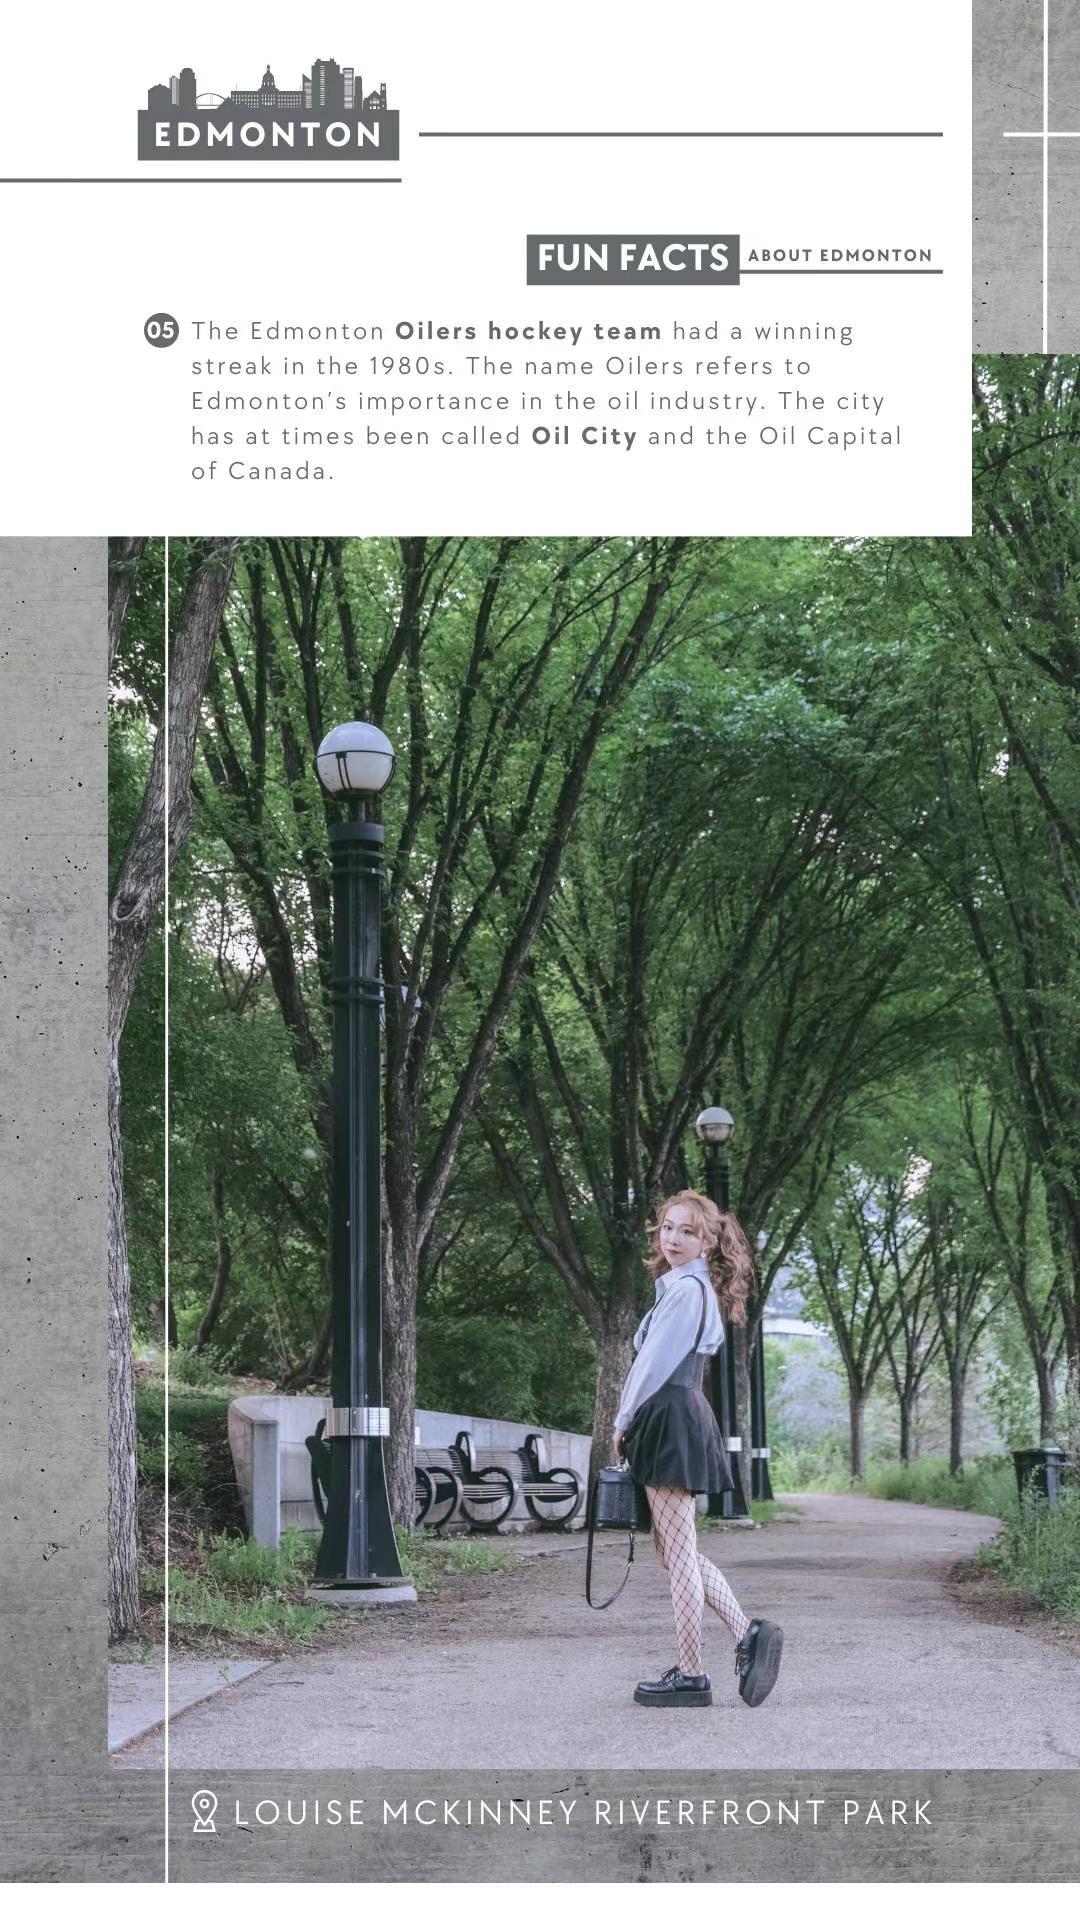 EDMONTON
FUN FACTS ABOUT EDMONTON
05 The Edmonton Oilers hockey team had a winning
streak in the 1980s. The name Oilers refers to
Edmonton's importance in the oil industry. The city
has at times been called Oil City and the Oil Capital
of Canada.
LOUISE MCKINNEY RIVERFRONT PARK